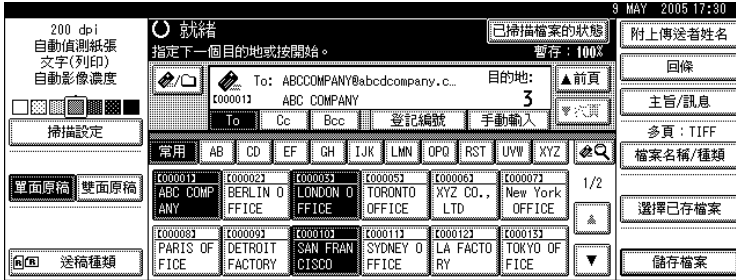 9 MAY 2005 17:30
200 dpi
自動偵測紙張
文字(列印)
自動影像濃度
掃描設定
單面原稿 雙面原稿
送稿種類
就緒
已掃描檔案的狀態
指定下一個目的地或按開始。
暫存:100%
To: ABCCOMPANY@abcdcompany.c...
[00001] ABC COMPANY
目的地:
3
▲前頁
▼次頁
To Cc Bcc 登記編號 手動輸入
常用 AB CD EF GH IJK LMN OPQ RST UVW XYZ
[00001] [00002] [00003] [00005] [00006] [00007]
ABC COMP BERLIN O LONDON O TORONTO XYZ CO., New York
ANY FFICE FFICE OFFICE LTD OFFICE
1/2
[00008] [00009] [00010] [00011] [00012] [00013]
PARIS OF DETROIT SAN FRAN SYDNEY O LA FACTO TOKYO OF
FICE FACTORY CISCO FFICE RY FICE
附上傳送者姓名
回條
主旨/訊息
多頁:TIFF
檔案名稱/種類
選擇已存檔案
儲存檔案